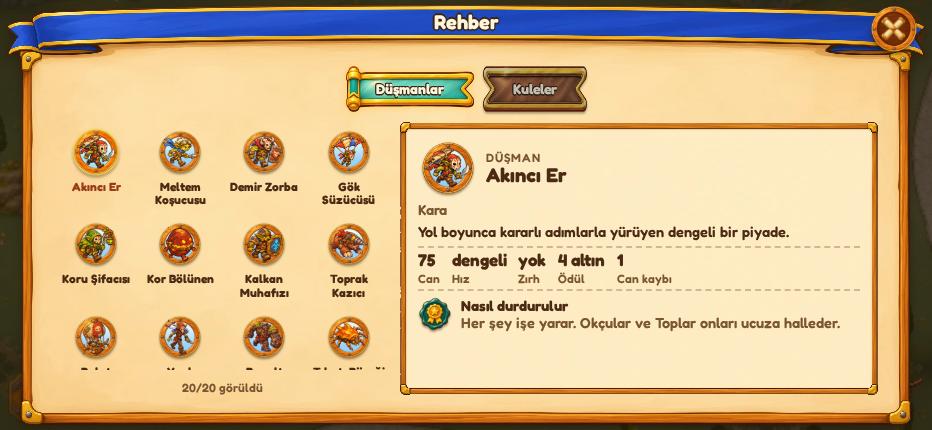 Rehber
Düşmanlar
Kuleler
Akıncı Er
Meltem
Koşucusu
Demir Zorba
Gök
Süzücüsü
Koru Şifacısı
Kor Bölünen
Kalkan
Muhafızı
Toprak
Kazıcı
20/20 görüldü
DÜŞMAN
Akıncı Er
Kara
Yol boyunca kararlı adımlarla yürüyen dengeli bir piyade.
75 dengeli yok 4 altın 1
Can Hız Zırh Ödül Can kaybı
Nasıl durdurulur
Her şey işe yarar. Okçular ve Toplar onları ucuza halleder.